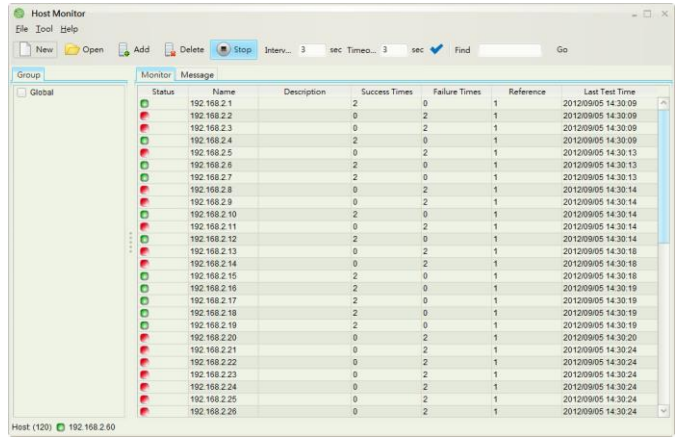 Host Monitor
File Tool Help
New Open Add Delete Stop Interv... 3 sec Timeo... 3 sec Find Go
Group Monitor Message
Global Status Name Description Success Times Failure Times Reference Last Test Time
192.168.2.1 2 0 1 2012/09/05 14:30:09
192.168.2.2 0 2 1 2012/09/05 14:30:09
192.168.2.3 0 2 1 2012/09/05 14:30:09
192.168.2.4 2 0 1 2012/09/05 14:30:09
192.168.2.5 0 2 1 2012/09/05 14:30:13
192.168.2.6 2 0 1 2012/09/05 14:30:13
192.168.2.7 2 0 1 2012/09/05 14:30:13
192.168.2.8 0 2 1 2012/09/05 14:30:14
192.168.2.9 0 2 1 2012/09/05 14:30:14
192.168.2.10 2 0 1 2012/09/05 14:30:14
192.168.2.11 0 2 1 2012/09/05 14:30:14
192.168.2.12 2 0 1 2012/09/05 14:30:14
192.168.2.13 0 2 1 2012/09/05 14:30:18
192.168.2.14 0 2 1 2012/09/05 14:30:18
192.168.2.15 2 0 1 2012/09/05 14:30:18
192.168.2.16 2 0 1 2012/09/05 14:30:19
192.168.2.17 2 0 1 2012/09/05 14:30:19
192.168.2.18 2 0 1 2012/09/05 14:30:19
192.168.2.19 2 0 1 2012/09/05 14:30:19
192.168.2.20 0 2 1 2012/09/05 14:30:20
192.168.2.21 0 2 1 2012/09/05 14:30:24
192.168.2.22 0 2 1 2012/09/05 14:30:24
192.168.2.23 0 2 1 2012/09/05 14:30:24
192.168.2.24 0 2 1 2012/09/05 14:30:24
192.168.2.25 0 2 1 2012/09/05 14:30:24
192.168.2.26 0 2 1 2012/09/05 14:30:24
Host (120) 192.168.2.60